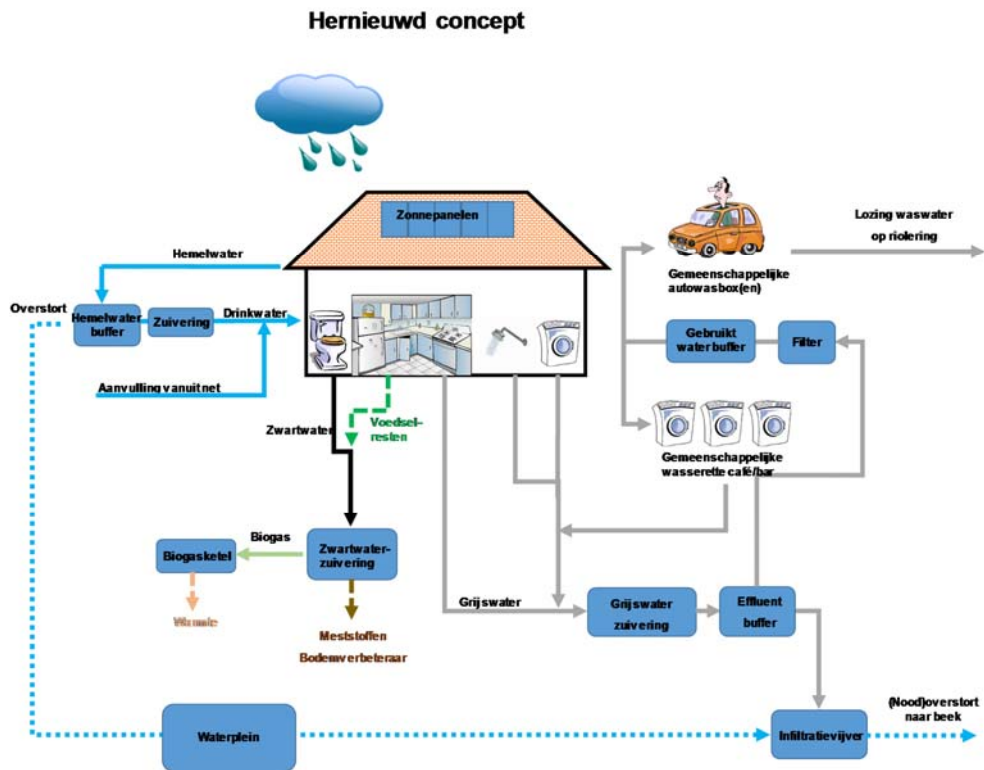 Hernieuwd concept
Zonnepanelen
Lozing waswater
op riolering
Hemelwater
Gemeenschappelijke
autowasbox(en)
Overstort
Hemelwater
buffer
Zuivering
Drinkwater
Gebruikt
water buffer
Filter
Aanvulling vanuit net
Voedsel-
resten
Zwartwater
Gemeenschappelijke
wasserette café/bar
Biogas
Biogasketel
Zwartwater-
zuivering
Warmte
Grijswater
Grijswater
zuivering
Effluent
buffer
Meststoffen
Bodemverbeteraar
(Nood)overstort
naar beek
Waterplein
Infiltratievijver